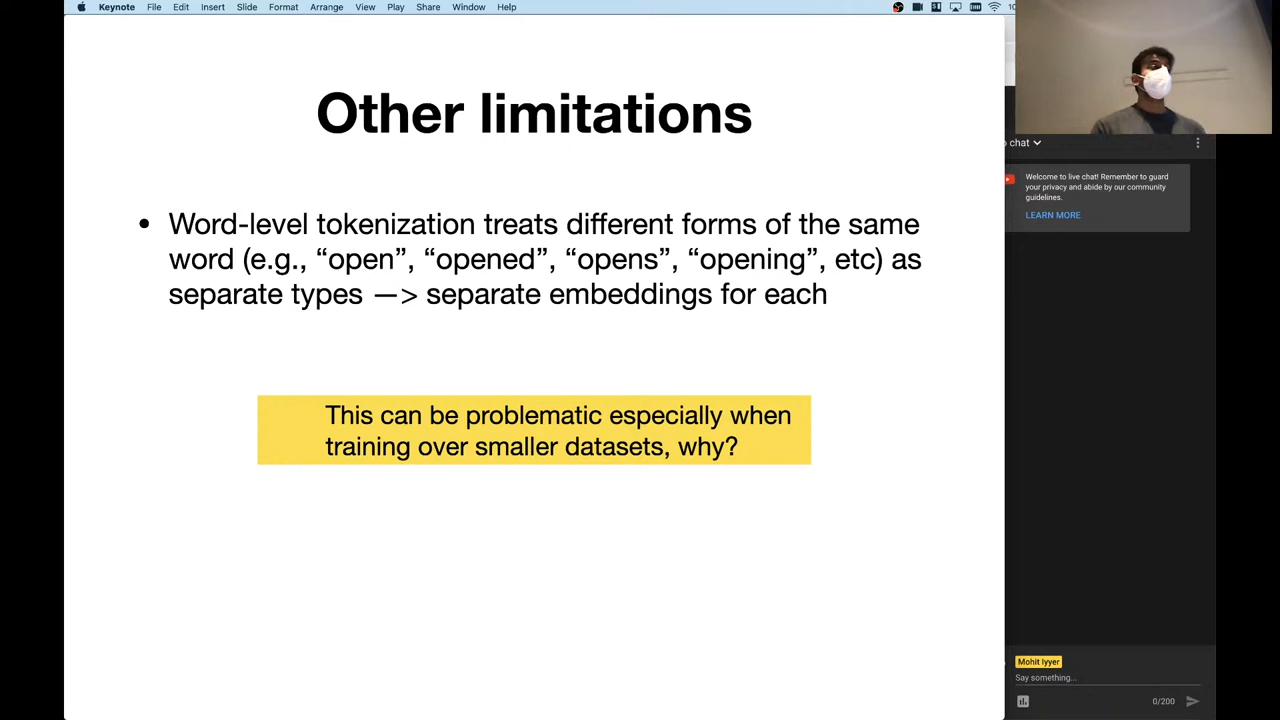 Keynote File Edit Insert Slide Format Arrange View Play Share Window Help
Other limitations
• Word-level tokenization treats different forms of the same
word (e.g., “open”, “opened”, “opens”, “opening”, etc) as
separate types —> separate embeddings for each
This can be problematic especially when
training over smaller datasets, why?
chat
Welcome to live chat! Remember to guard
your privacy and abide by our community
guidelines.
LEARN MORE
Mohit Iyyer
Say something...
0/200